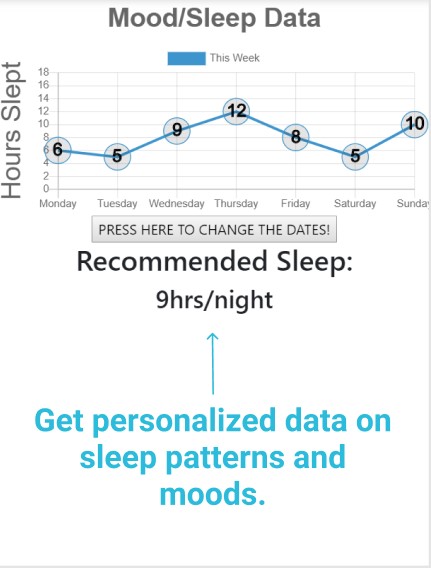 Mood/Sleep Data
This Week
Hours Slept
18
16
14
12
10
8
6
4
2
0
6
5
9
12
8
5
10
Monday Tuesday Wednesday Thursday Friday Saturday Sunda
PRESS HERE TO CHANGE THE DATES!
Recommended Sleep:
9hrs/night
Get personalized data on
sleep patterns and
moods.